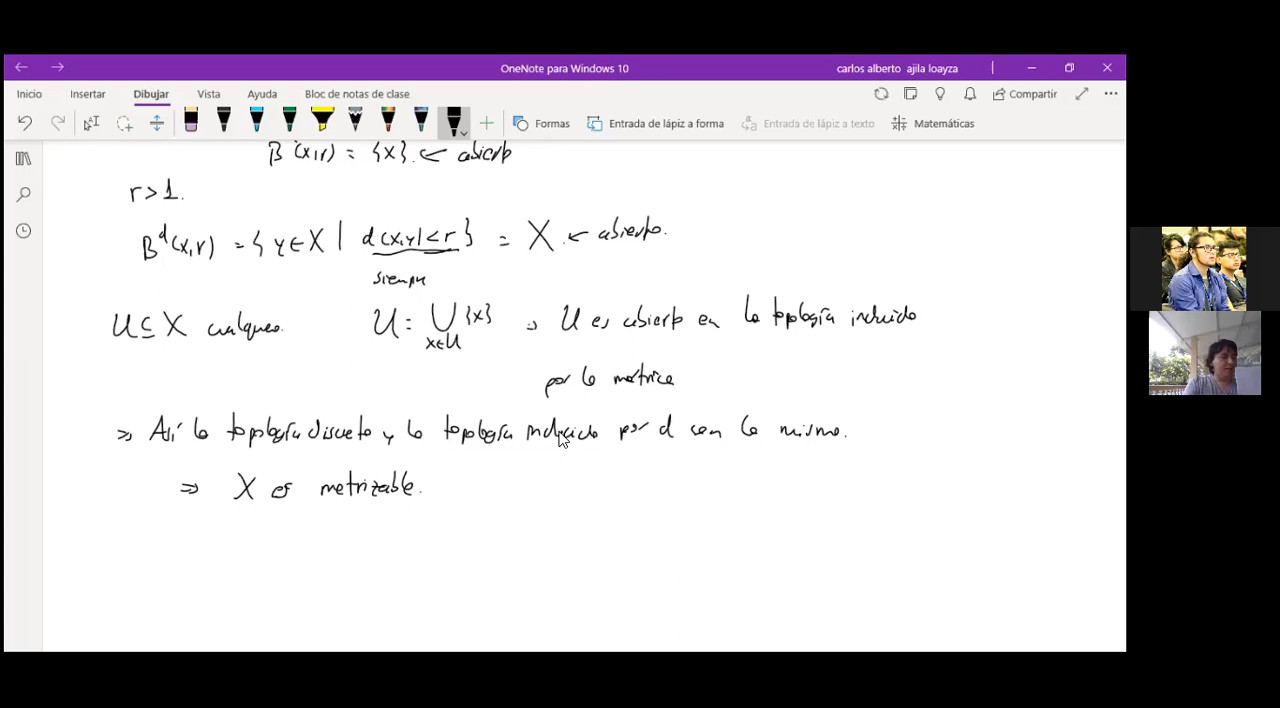 OneNote para Windows 10
carlos alberto ajila loayza
Inicio Insertar Dibujar Vista Ayuda Bloc de notas de clase
Compartir
Formas Entrada de lápiz a forma Entrada de lápiz a texto Matemáticas
B(x,r) = {x}. ← abierto
r > 1.
B^d(x,r) = { y ∈ X | d(x,y) < r } = X. ← abierto.
siempre
U ⊆ X cualquiera. U = ⋃ {x} ⇒ U es abierto en la topología inducida
x∈U
por la métrica
⇒ Así la topología discreta y la topología inducida por d son la misma.
⇒ X es metrizable.